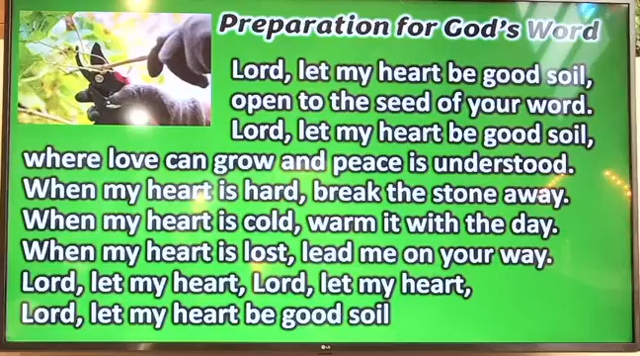 Preparation for God's Word
Lord, let my heart be good soil,
open to the seed of your word.
Lord, let my heart be good soil,
where love can grow and peace is understood.
When my heart is hard, break the stone away.
When my heart is cold, warm it with the day.
When my heart is lost, lead me on your way.
Lord, let my heart, Lord, let my heart,
Lord, let my heart be good soil
LG